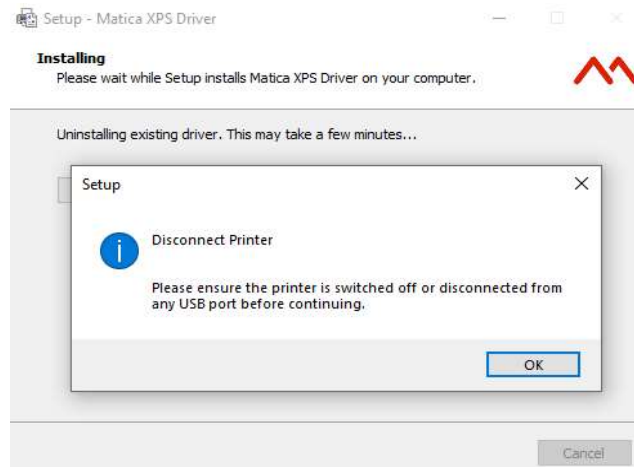 Setup - Matica XPS Driver
Installing
Please wait while Setup installs Matica XPS Driver on your computer.
Uninstalling existing driver. This may take a few minutes...
Setup
Disconnect Printer
Please ensure the printer is switched off or disconnected from
any USB port before continuing.
OK
Cancel